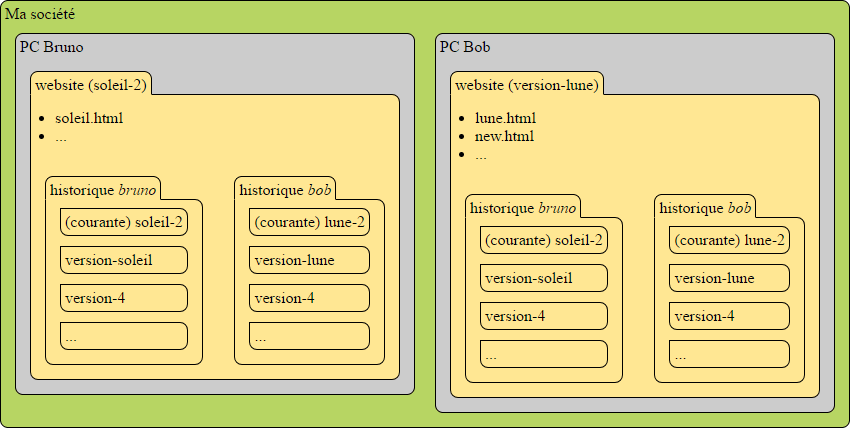 Ma société
PC Bruno
website (soleil-2)
• soleil.html
• ...
historique bruno
(courante) soleil-2
version-soleil
version-4
...
historique bob
(courante) lune-2
version-lune
version-4
...
PC Bob
website (version-lune)
• lune.html
• new.html
• ...
historique bruno
(courante) soleil-2
version-soleil
version-4
...
historique bob
(courante) lune-2
version-lune
version-4
...